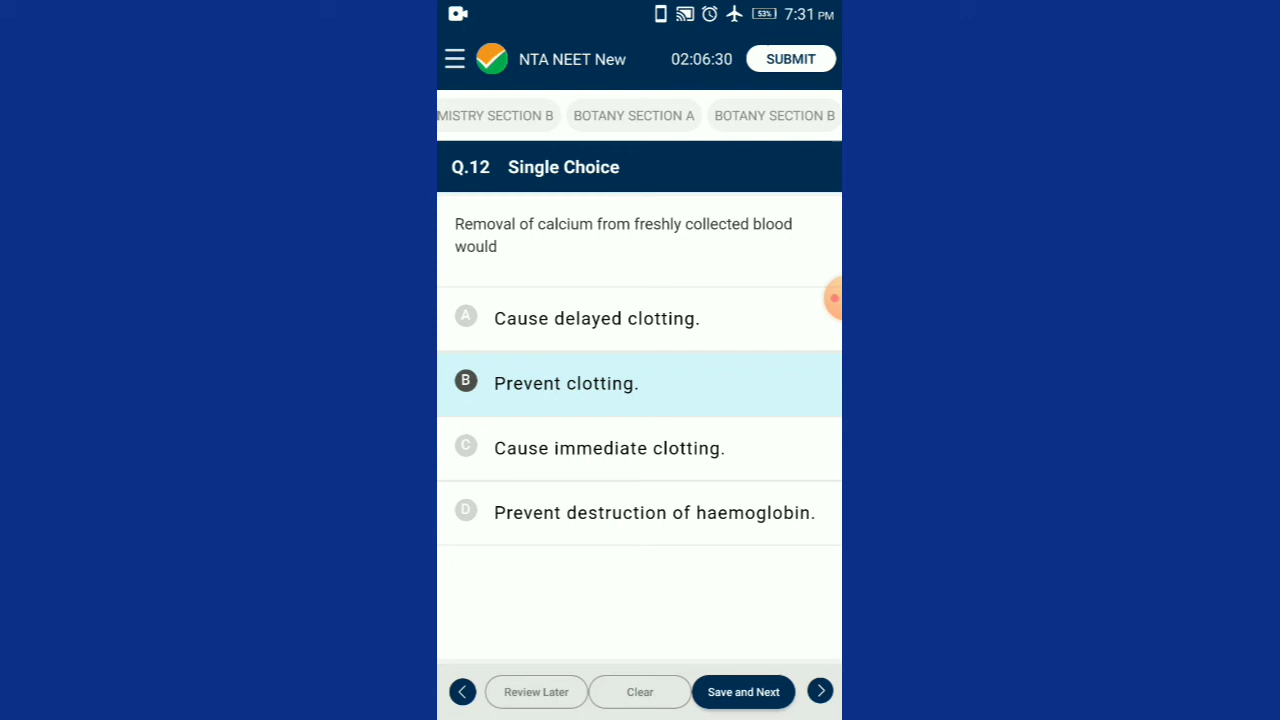 53% 7:31 PM
NTA NEET New 02:06:30 SUBMIT
MISTRY SECTION B BOTANY SECTION A BOTANY SECTION B
Q.12 Single Choice
Removal of calcium from freshly collected blood
would
A Cause delayed clotting.
B Prevent clotting.
C Cause immediate clotting.
D Prevent destruction of haemoglobin.
Review Later Clear Save and Next